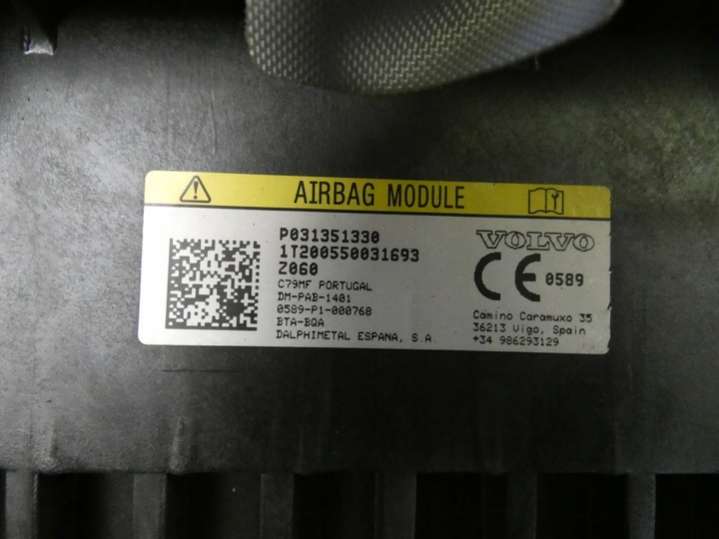 AIRBAG MODULE
P031351330
1T200550031693
Z060
C79MF PORTUGAL
DM-PAB-1401
0589-P1-000768
BTA-BQA
DALPHIMETAL ESPANA, S.A.
VOLVO
CE 0589
Camino Caramuxo 35
36213 Vigo, Spain
+34 986293129